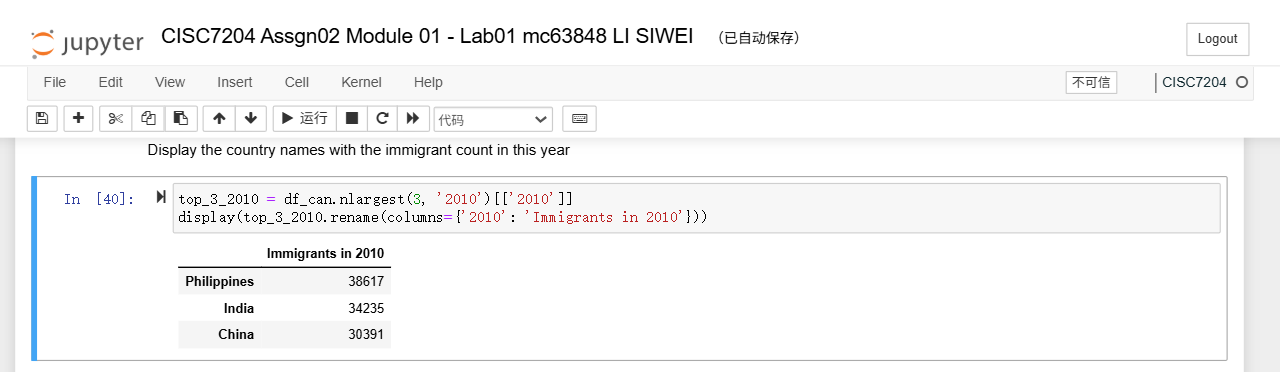 jupyter CISC7204 Assgn02 Module 01 - Lab01 mc63848 LI SIWEI （已自动保存） Logout
File Edit View Insert Cell Kernel Help 不可信 CISC7204
运行 代码
Display the country names with the immigrant count in this year
In [40]: top_3_2010 = df_can.nlargest(3, '2010')[['2010']]
display(top_3_2010.rename(columns={'2010': 'Immigrants in 2010'}))
Immigrants in 2010
Philippines 38617
India 34235
China 30391